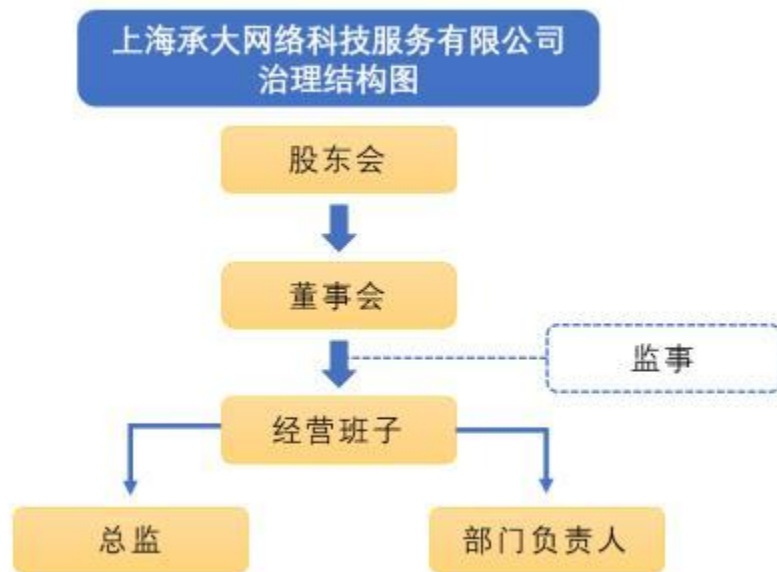 上海承大网络科技服务有限公司
治理结构图
股东会
董事会
监事
经营班子
总监
部门负责人